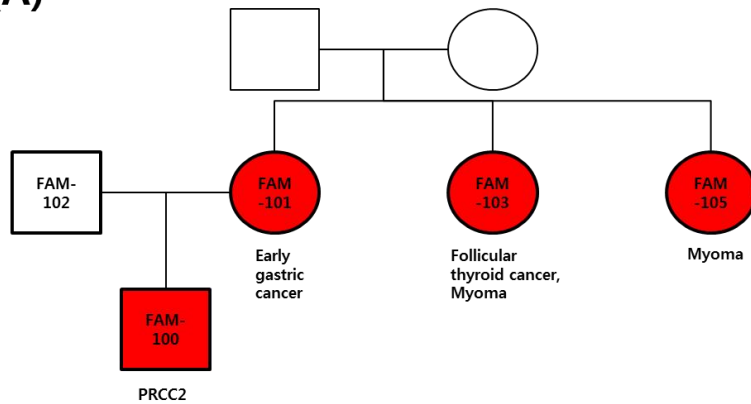 A)
FAM-
102
FAM
-101
FAM
-103
FAM
-105
Early
gastric
cancer
Follicular
thyroid cancer,
Myoma
Myoma
FAM-
100
PRCC2